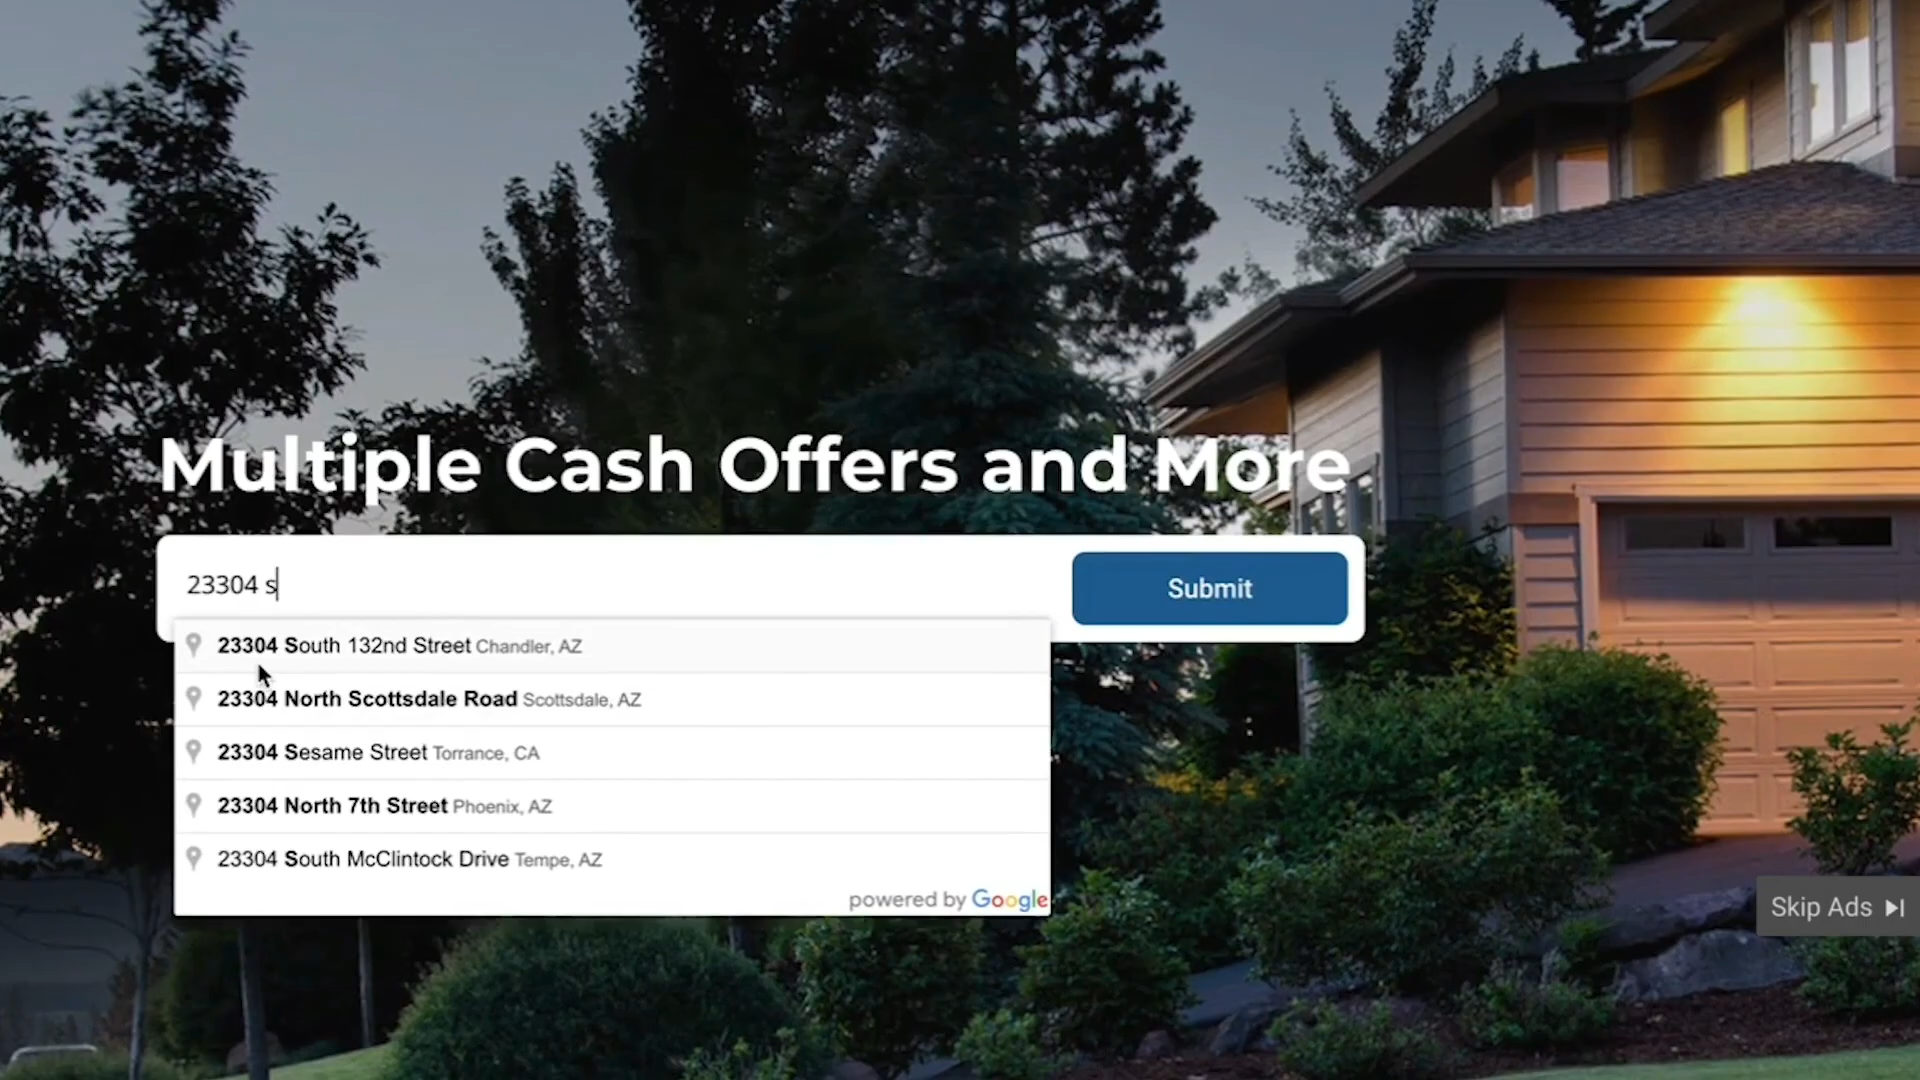 Multiple Cash Offers and More
23304 s
Submit
23304 South 132nd Street Chandler, AZ
23304 North Scottsdale Road Scottsdale, AZ
23304 Sesame Street Torrance, CA
23304 North 7th Street Phoenix, AZ
23304 South McClintock Drive Tempe, AZ
powered by Google
Skip Ads